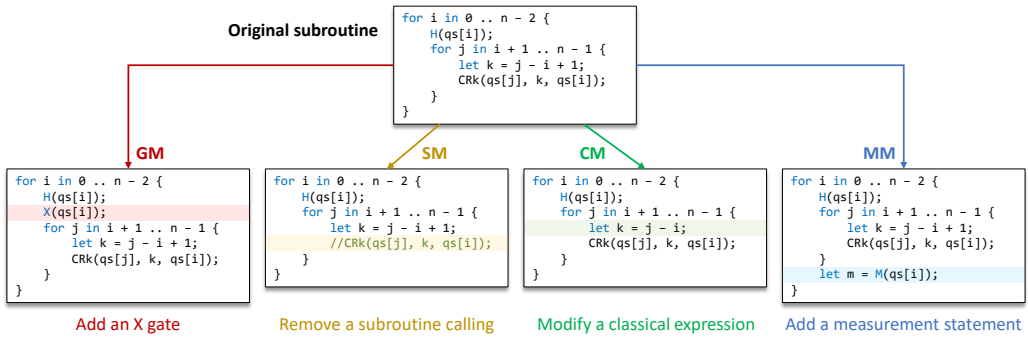 Original subroutine
for i in 0 .. n - 2 {
H(qs[i]);
for j in i + 1 .. n - 1 {
let k = j - i + 1;
CRk(qs[j], k, qs[i]);
}
}
GM
SM
CM
MM
for i in 0 .. n - 2 {
H(qs[i]);
X(qs[i]);
for j in i + 1 .. n - 1 {
let k = j - i + 1;
CRk(qs[j], k, qs[i]);
}
}
for i in 0 .. n - 2 {
H(qs[i]);
for j in i + 1 .. n - 1 {
let k = j - i + 1;
//CRk(qs[j], k, qs[i]);
}
}
for i in 0 .. n - 2 {
H(qs[i]);
for j in i + 1 .. n - 1 {
let k = j - i;
CRk(qs[j], k, qs[i]);
}
}
for i in 0 .. n - 2 {
H(qs[i]);
for j in i + 1 .. n - 1 {
let k = j - i + 1;
CRk(qs[j], k, qs[i]);
}
let m = M(qs[i]);
}
Add an X gate
Remove a subroutine calling
Modify a classical expression
Add a measurement statement